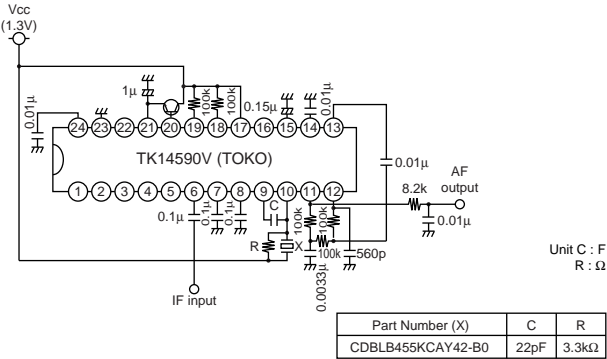 Vcc
(1.3V)
1μ
0.01μ
100k
100k
0.15μ
0.01μ
24 23 22 21 20 19 18 17 16 15 14 13
TK14590V (TOKO)
0.01μ
1 2 3 4 5 6 7 8 9 10 11 12
AF
output
8.2k
0.1μ
0.1μ
0.1μ
C
100k
100k
0.01μ
R
X
100k
560p
0.0033μ
IF input
Unit C : F
R : Ω
Part Number (X) C R
CDBLB455KCAY42-B0 22pF 3.3kΩ